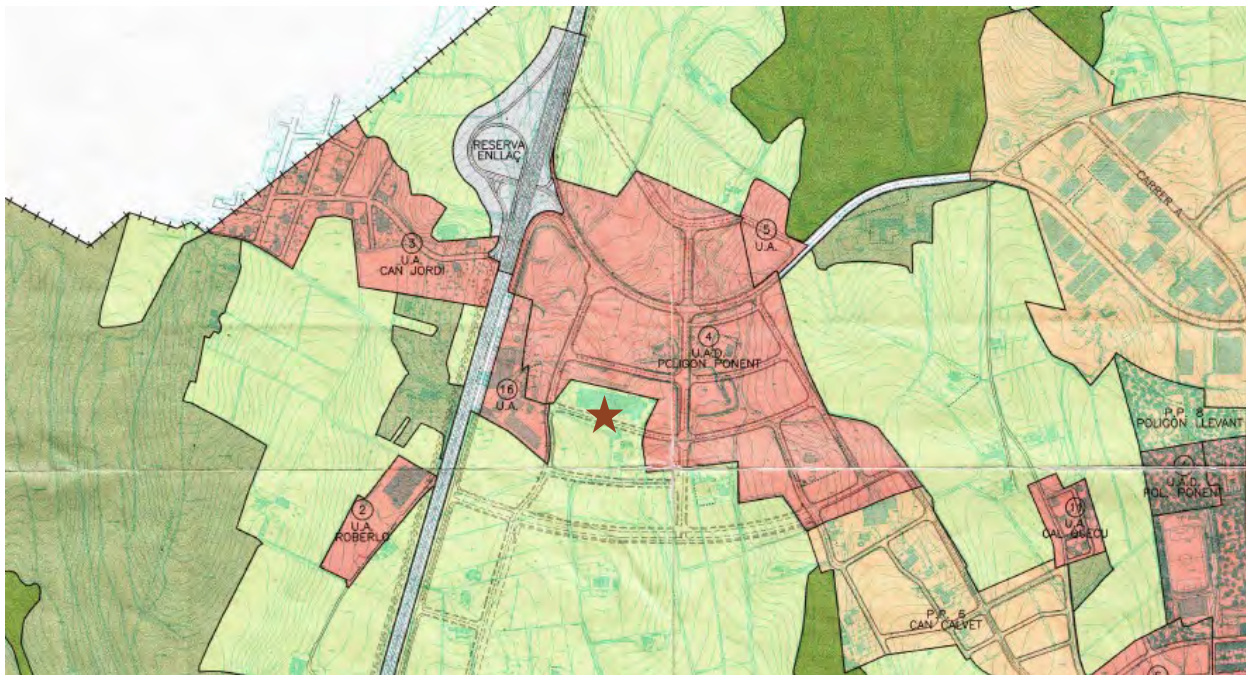 RESERVA
ENLLAÇ
CARRER A
3
U.A.
CAN JORDI
5
U.A.
4
U.A.D.
POLIGON PONENT
16
U.A.
P.P. 8
POLIGON LLEVANT
4
U.A.D.
POL. PONENT
2
U.A.
ROBERLO
U.A.
P.P. 6
CAN CALVET